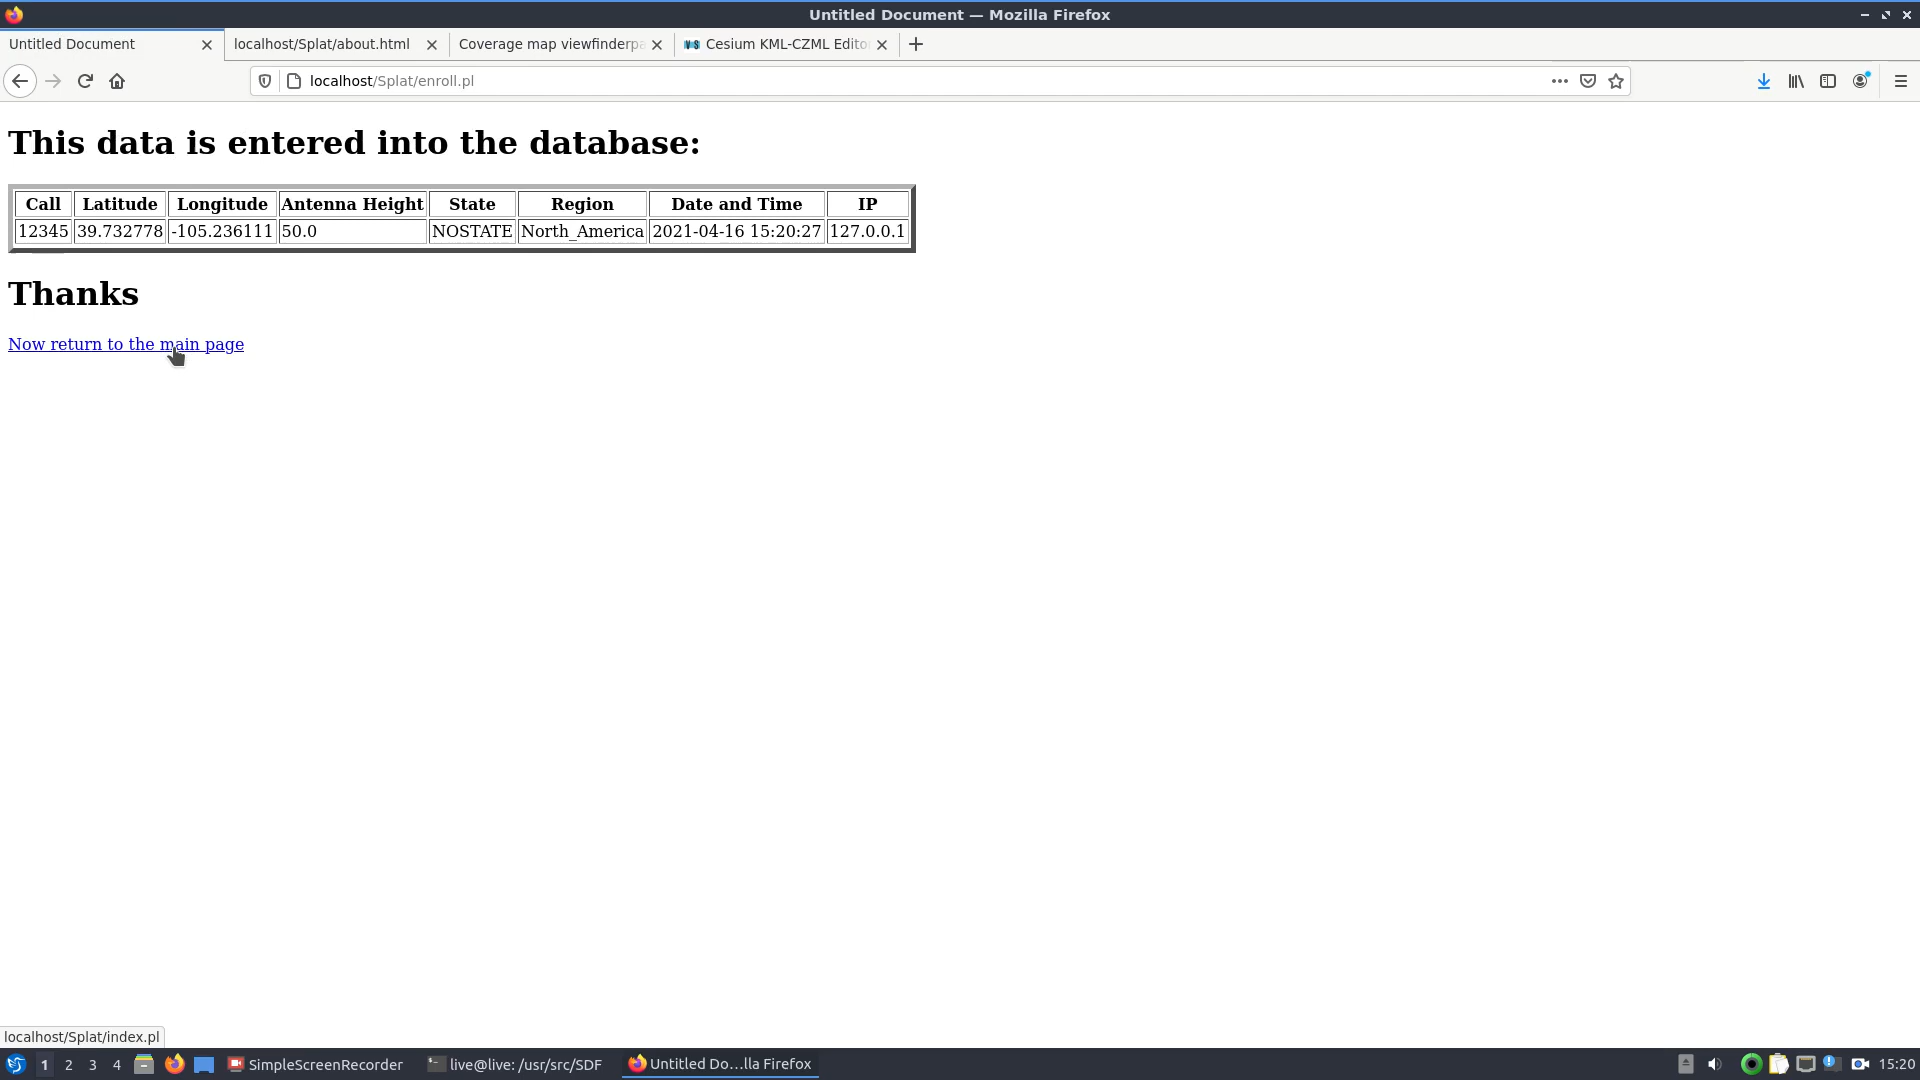 Untitled Document — Mozilla Firefox
Untitled Document
localhost/Splat/about.html
Coverage map viewfinderpa
Cesium KML-CZML Edito
localhost/Splat/enroll.pl
This data is entered into the database:
Call Latitude Longitude Antenna Height State Region Date and Time IP
12345 39.732778 -105.236111 50.0 NOSTATE North_America 2021-04-16 15:20:27 127.0.0.1
Thanks
Now return to the main page
localhost/Splat/index.pl
1 2 3 4 SimpleScreenRecorder live@live: /usr/src/SDF Untitled Do...lla Firefox 15:20